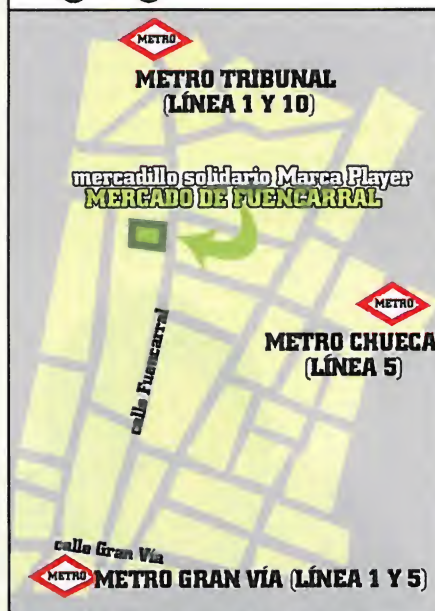 METRO
METRO TRIBUNAL
(LÍNEA 1 Y 10)
mercadillo solidario Marca Player
MERCADO DE FUENCARRAL
METRO
METRO CHUECA
(LÍNEA 5)
calle Fuencarral
calle Gran Vía
METRO
METRO GRAN VÍA (LÍNEA 1 Y 5)